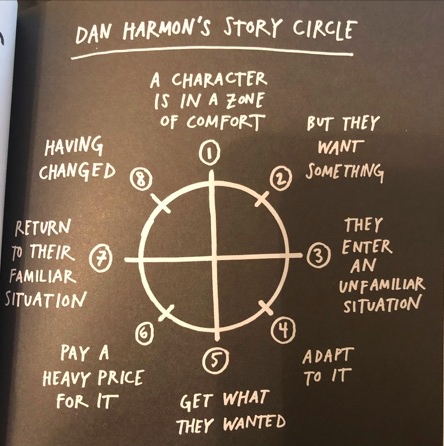 DAN HARMON'S STORY CIRCLE
A CHARACTER
IS IN A ZONE
OF COMFORT
1
BUT THEY
WANT
SOMETHING
2
THEY
ENTER
AN
UNFAMILIAR
SITUATION
3
ADAPT
TO IT
4
GET WHAT
THEY WANTED
5
PAY A
HEAVY PRICE
FOR IT
6
RETURN
TO THEIR
FAMILIAR
SITUATION
7
HAVING
CHANGED
8